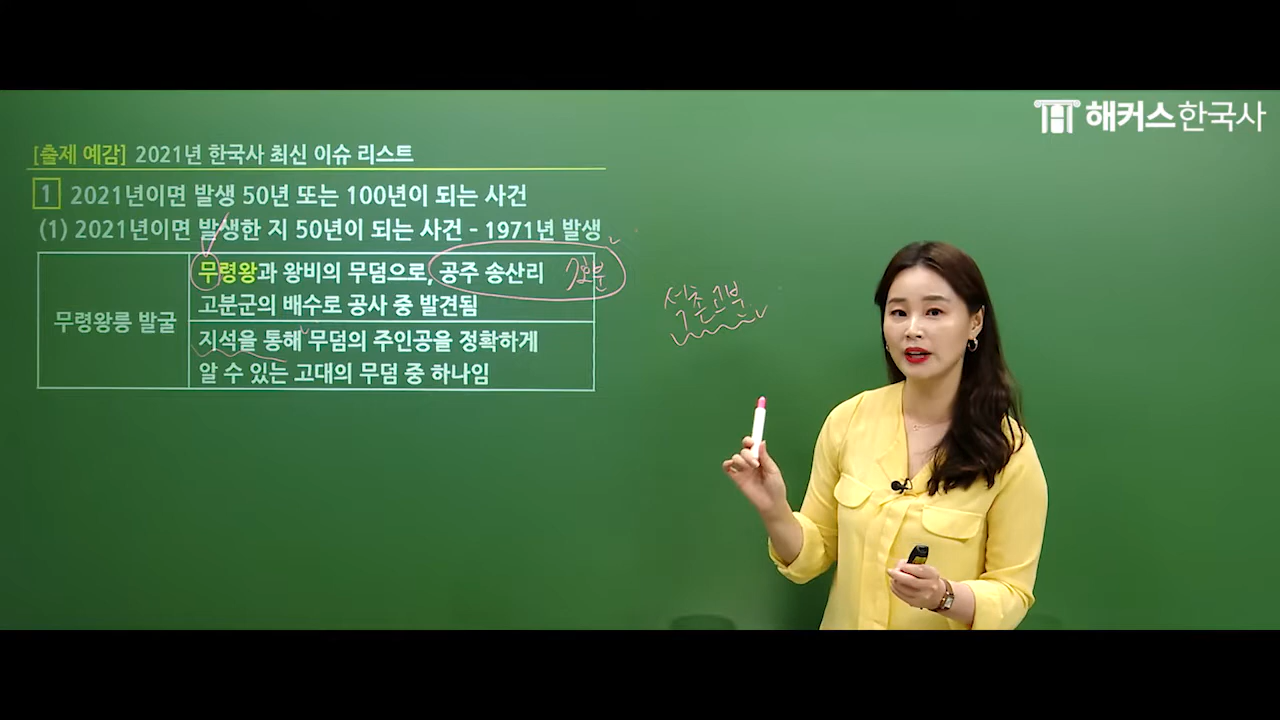 해커스한국사
[출제 예감] 2021년 한국사 최신 이슈 리스트
1 2021년이면 발생 50년 또는 100년이 되는 사건
(1) 2021년이면 발생한 지 50년이 되는 사건 - 1971년 발생
무령왕릉 발굴
무령왕과 왕비의 무덤으로, 공주 송산리
고분군의 배수로 공사 중 발견됨
지석을 통해 무덤의 주인공을 정확하게
알 수 있는 고대의 무덤 중 하나임
석촌 고분